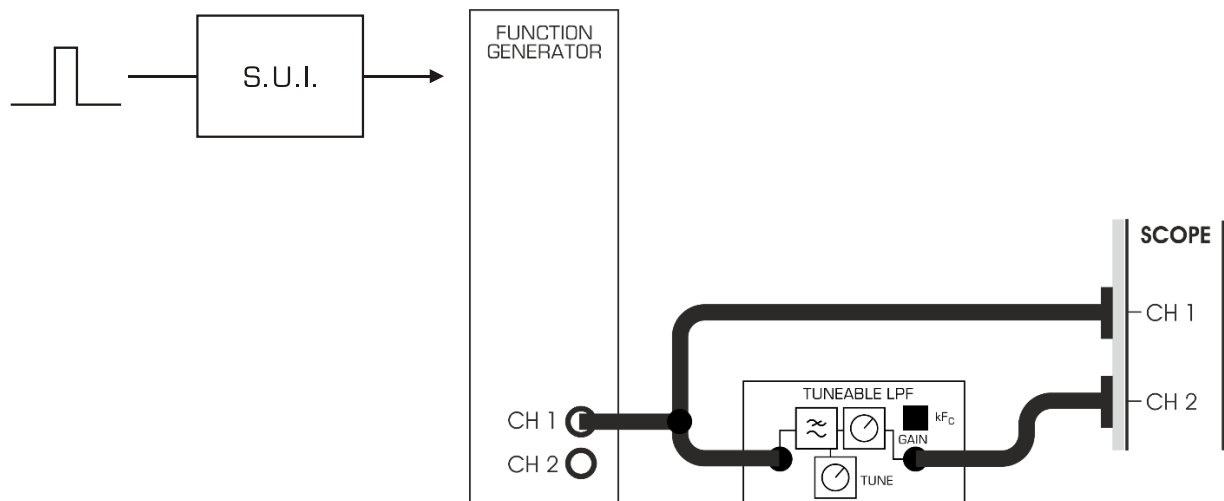 S.U.I.
FUNCTION
GENERATOR
CH 1
CH 2
TUNEABLE LPF
kFC
GAIN
TUNE
SCOPE
CH 1
CH 2